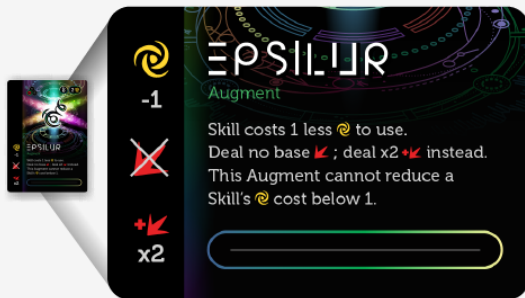 EPSILUR
Augment
-1
Skill costs 1 less to use.
Deal no base ; deal x2 + instead.
This Augment cannot reduce a
Skill's cost below 1.
+
x2